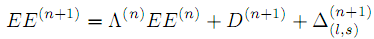 EE^{(n+1)} = Λ^{(n)}EE^{(n)} + D^{(n+1)} + Δ^{(n+1)}_{(l,s)}